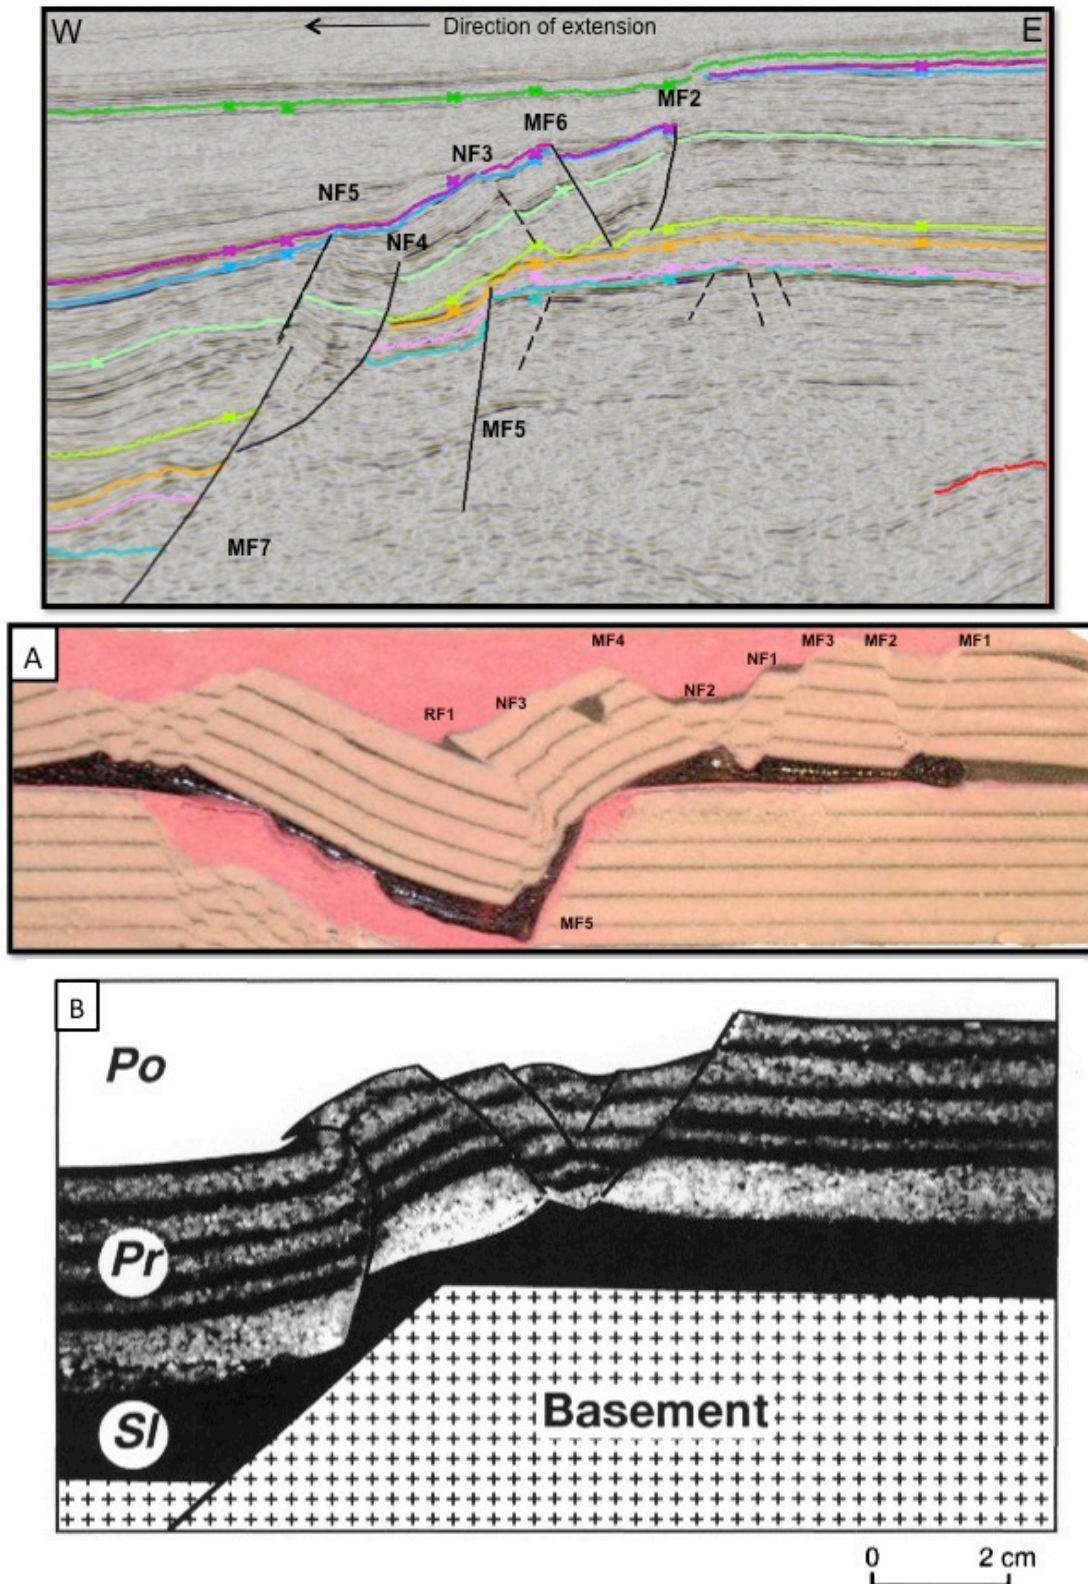 W
Direction of extension
E
MF2
MF6
NF3
NF5
NF4
MF5
MF7
A
MF4
MF3
MF2
MF1
NF1
NF2
NF3
RF1
MF5
B
Po
Pr
Basement
Sl
0 2 cm